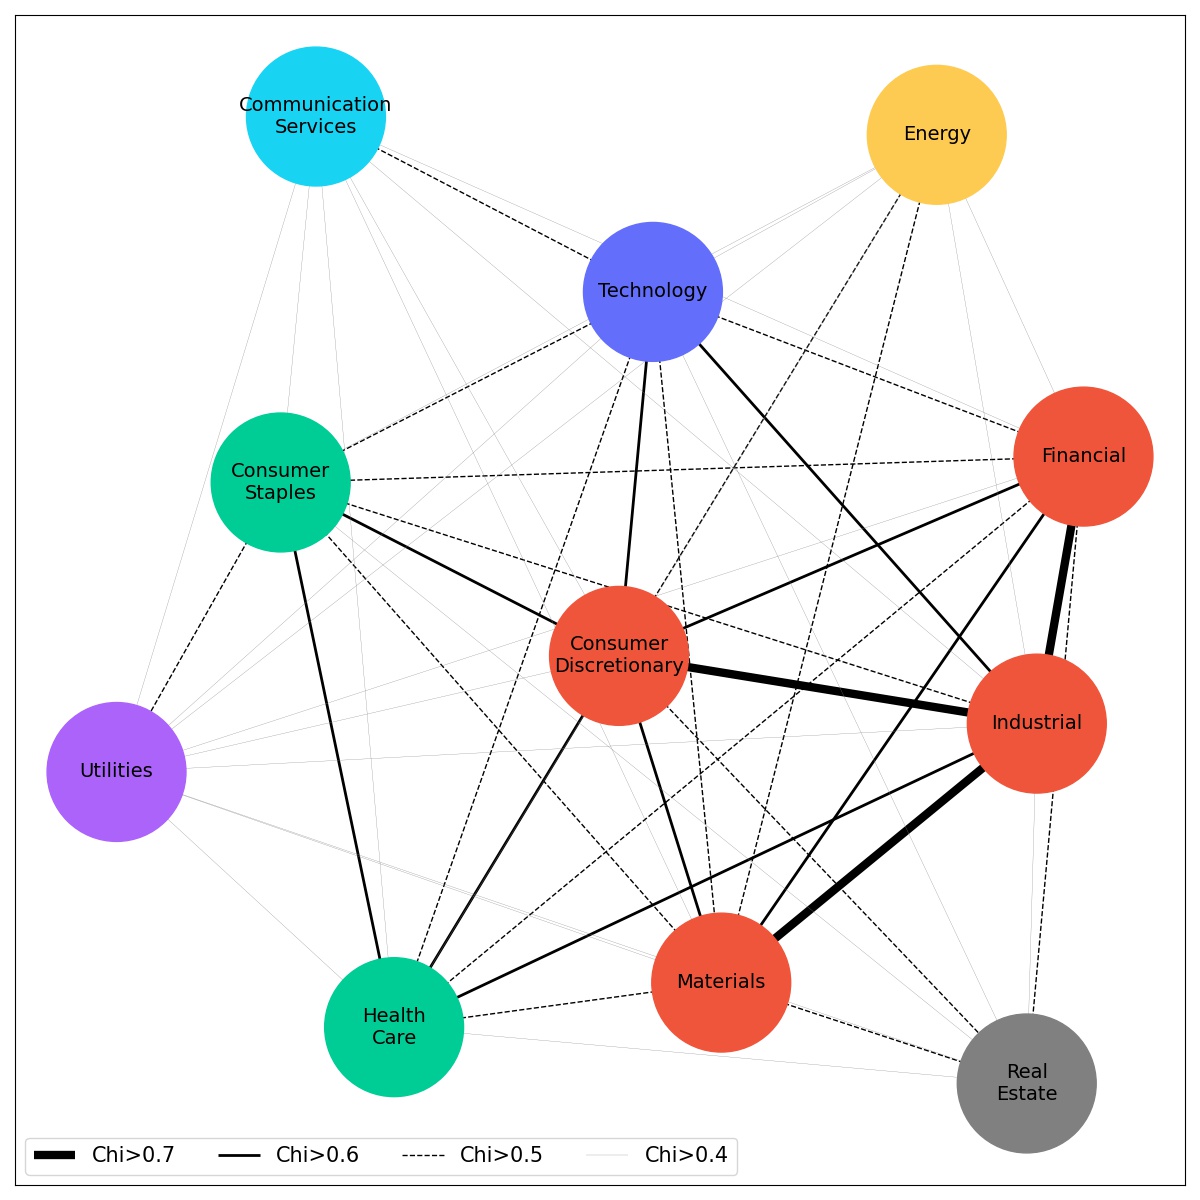 Communication
Services
Energy
Technology
Financial
Consumer
Staples
Consumer
Discretionary
Industrial
Utilities
Materials
Health
Care
Real
Estate
Chi>0.7 Chi>0.6 Chi>0.5 Chi>0.4